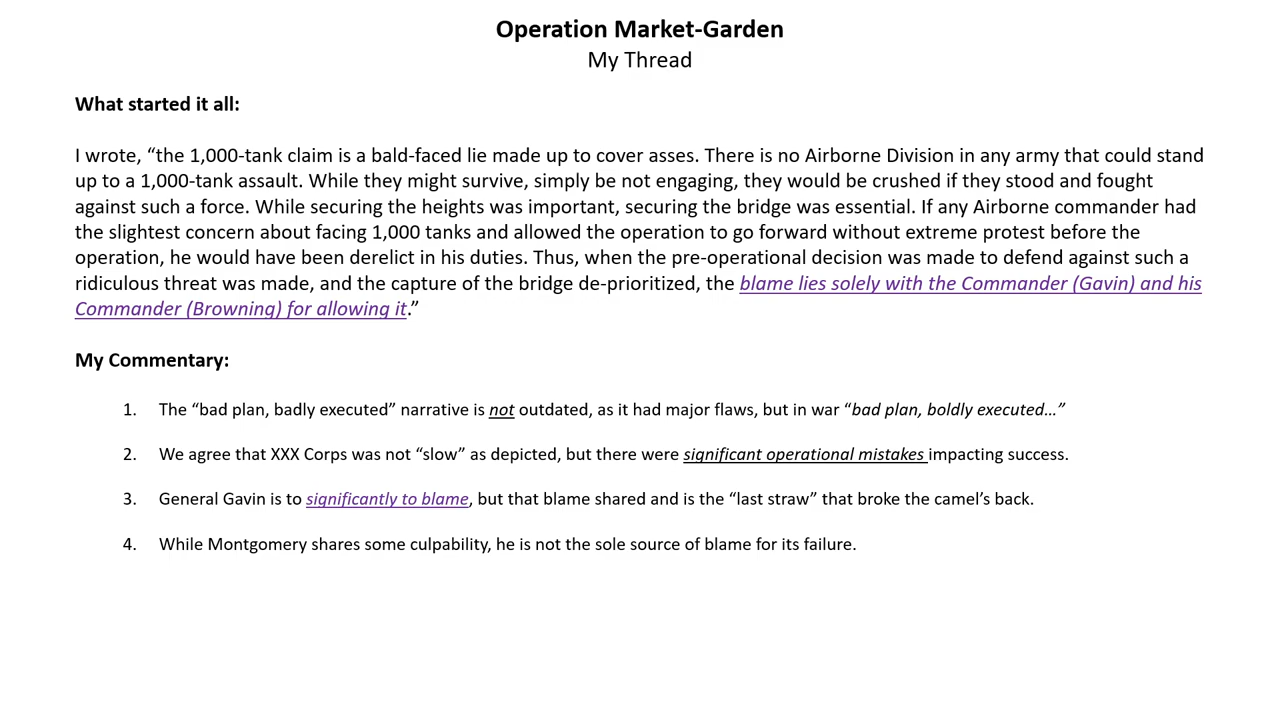 Operation Market-Garden
My Thread
What started it all:
I wrote, “the 1,000-tank claim is a bald-faced lie made up to cover asses. There is no Airborne Division in any army that could stand
up to a 1,000-tank assault. While they might survive, simply be not engaging, they would be crushed if they stood and fought
against such a force. While securing the heights was important, securing the bridge was essential. If any Airborne commander had
the slightest concern about facing 1,000 tanks and allowed the operation to go forward without extreme protest before the
operation, he would have been derelict in his duties. Thus, when the pre-operational decision was made to defend against such a
ridiculous threat was made, and the capture of the bridge de-prioritized, the blame lies solely with the Commander (Gavin) and his
Commander (Browning) for allowing it.”
My Commentary:
1. The “bad plan, badly executed” narrative is not outdated, as it had major flaws, but in war “bad plan, boldly executed…”
2. We agree that XXX Corps was not “slow” as depicted, but there were significant operational mistakes impacting success.
3. General Gavin is to significantly to blame, but that blame shared and is the “last straw” that broke the camel’s back.
4. While Montgomery shares some culpability, he is not the sole source of blame for its failure.